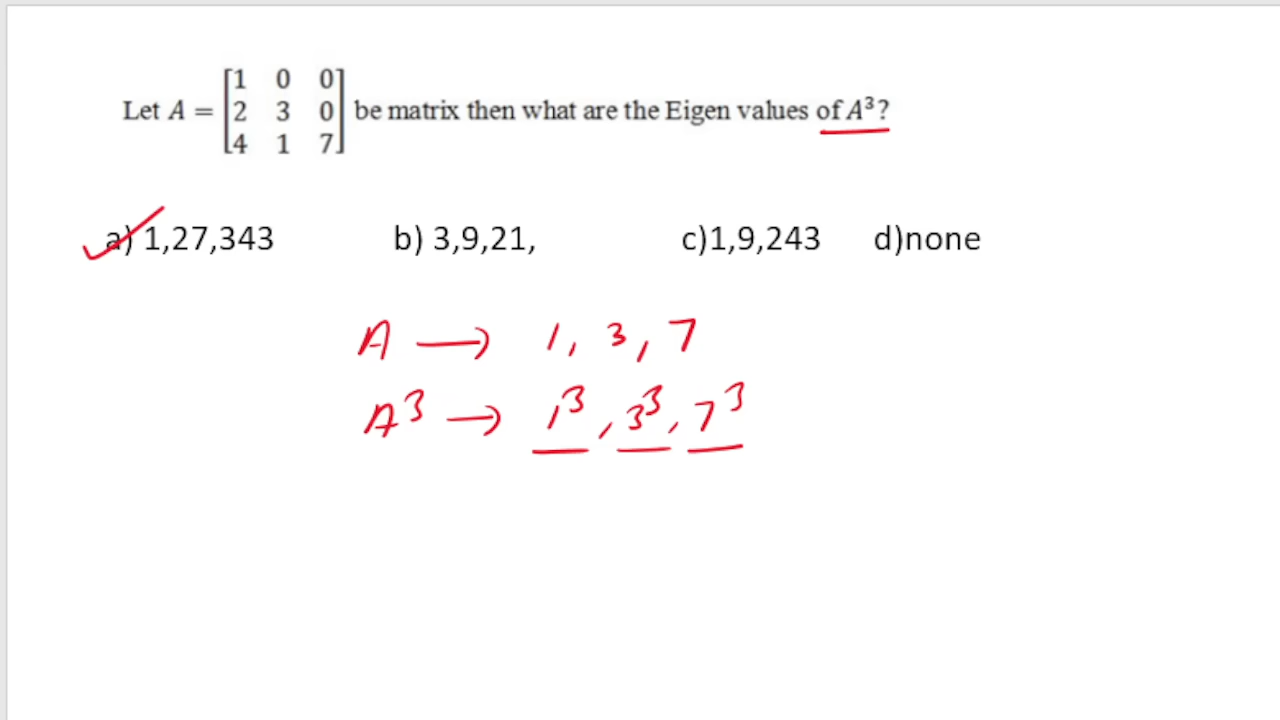 Let A = [1 0 0
2 3 0
4 1 7] be matrix then what are the Eigen values of A³?
a) 1,27,343 b) 3,9,21, c)1,9,243 d)none
A → 1, 3, 7
A³ → 1³, 3³, 7³